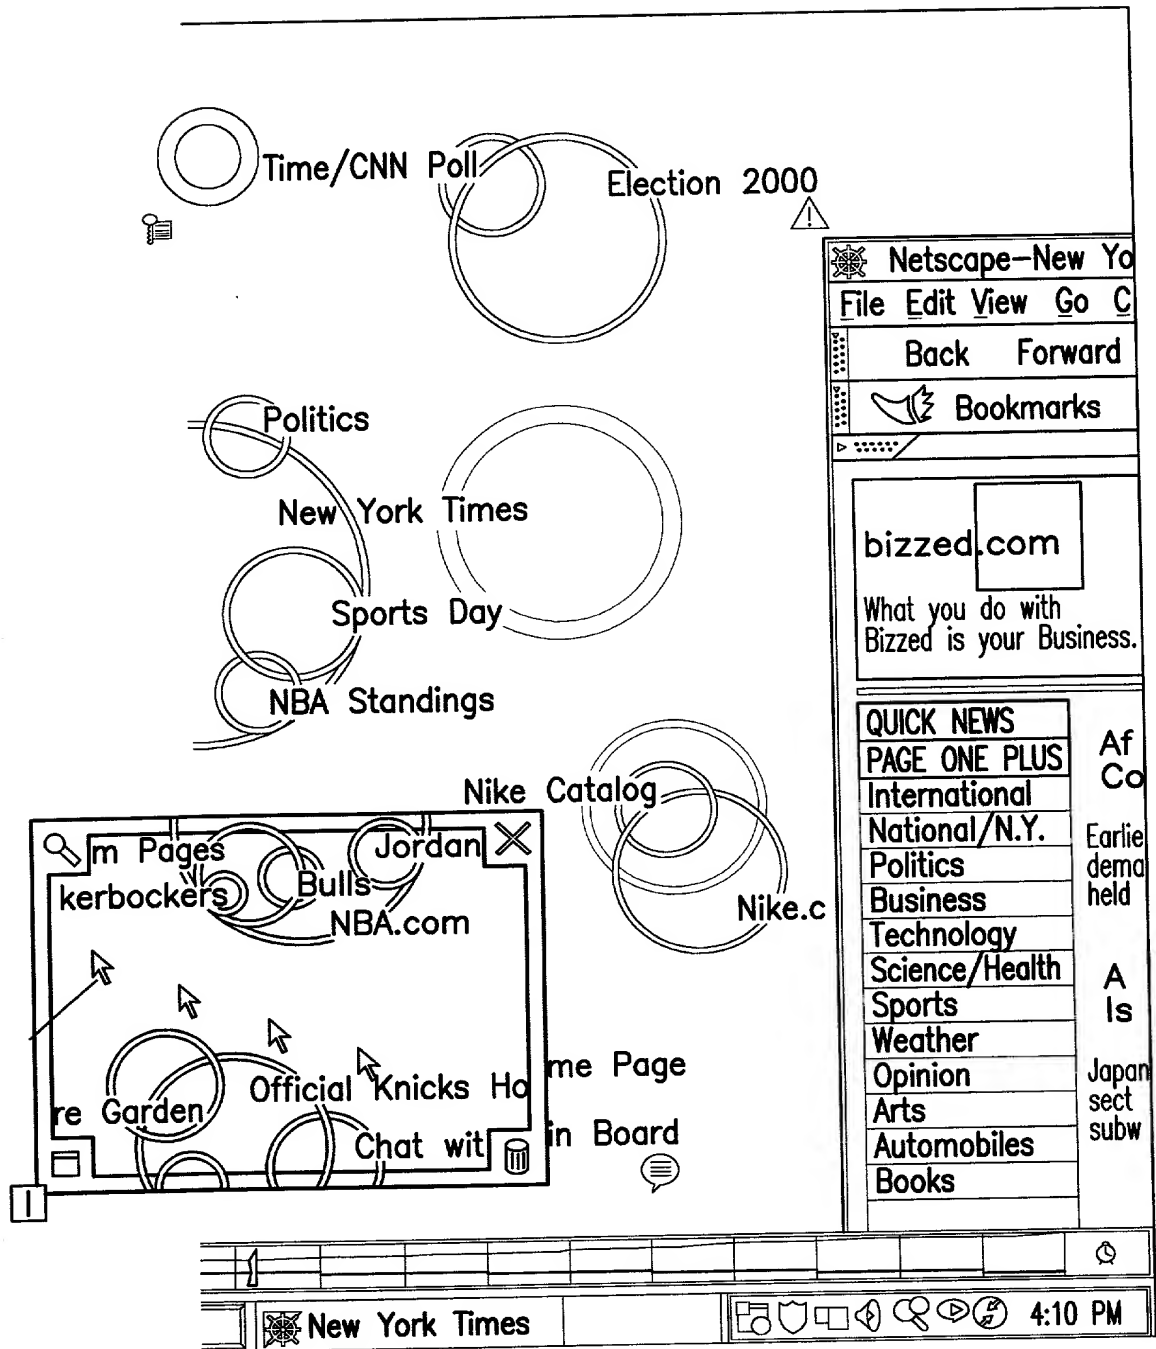 Time/CNN Poll
Election 2000
Netscape-New Yo
File Edit View Go C
Back Forward
Bookmarks
Politics
New York Times
Sports Day
NBA Standings
bizzed.com
What you do with
Bizzed is your Business.
QUICK NEWS
PAGE ONE PLUS
International
National/N.Y.
Politics
Business
Technology
Science/Health
Sports
Weather
Opinion
Arts
Automobiles
Books
Af
Co
Earlie
dema
held
A
Is
Japan
sect
subw
Nike Catalog
Nike.c
m Pages
Jordan
kerbockers
Bulls
NBA.com
Official Knicks Ho
me Page
re Garden
Chat wit
in Board
New York Times
4:10 PM